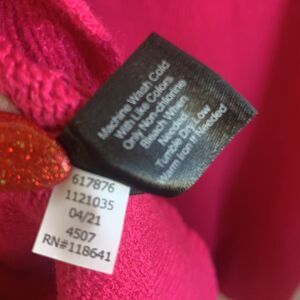 Machine Wash Cold
With Like Colors
Only Non-chlorine
Bleach When
Needed
Tumble Dry Low
Warm Iron If Needed
617876
1121035
04/21
4507
RN#118641